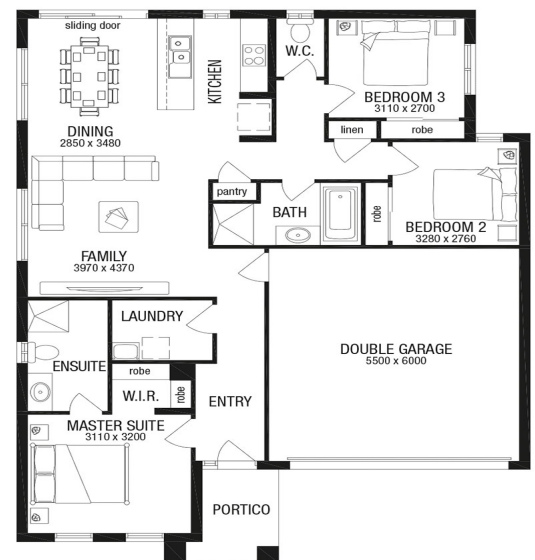 sliding door
W.C.
KITCHEN
BEDROOM 3
3110 x 2700
DINING
2850 x 3480
linen
robe
pantry
BATH
robe
BEDROOM 2
3280 x 2760
FAMILY
3970 x 4370
LAUNDRY
DOUBLE GARAGE
5500 x 6000
ENSUITE
robe
W.I.R.
robe
ENTRY
MASTER SUITE
3110 x 3200
PORTICO